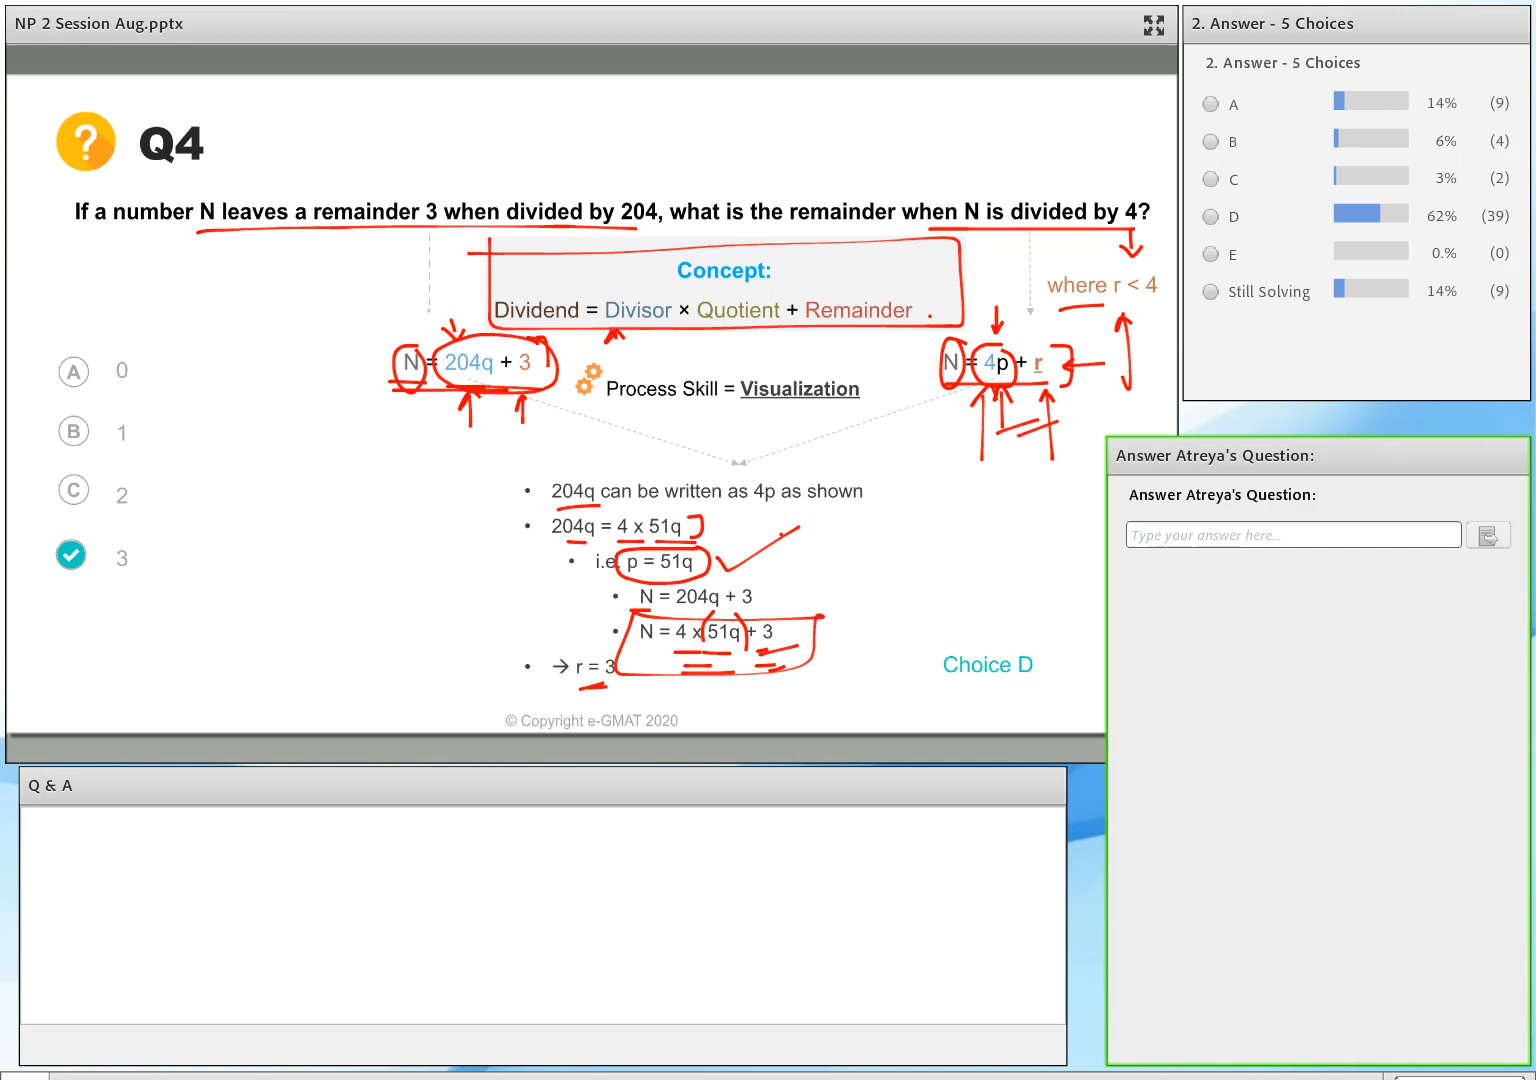 NP 2 Session Aug.pptx
Q4
If a number N leaves a remainder 3 when divided by 204, what is the remainder when N is divided by 4?
Concept:
Dividend = Divisor × Quotient + Remainder
where r < 4
N = 204q + 3
N = 4p + r
Process Skill = Visualization
A 0
B 1
C 2
3
• 204q can be written as 4p as shown
• 204q = 4 x 51q
• i.e. p = 51q
• N = 204q + 3
• N = 4 x 51q + 3
• → r = 3
Choice D
© Copyright e-GMAT 2020
2. Answer - 5 Choices
2. Answer - 5 Choices
A 14% (9)
B 6% (4)
C 3% (2)
D 62% (39)
E 0.% (0)
Still Solving 14% (9)
Answer Atreya's Question:
Answer Atreya's Question:
Type your answer here...
Q & A